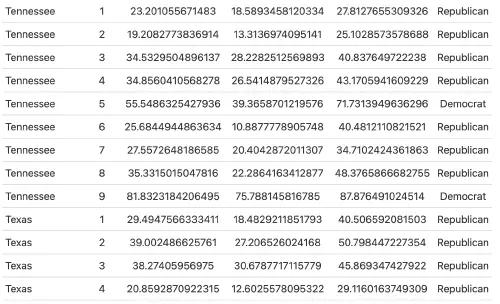 Tennessee 1 23.201055671483 18.5893458120334 27.8127655309326 Republican
Tennessee 2 19.2082773836914 13.3136974095141 25.1028573578688 Republican
Tennessee 3 34.5329504896137 28.2282512569893 40.837649722238 Republican
Tennessee 4 34.8560410568278 26.5414879527326 43.1705941609229 Republican
Tennessee 5 55.5486325427936 39.3658701219576 71.7313949636296 Democrat
Tennessee 6 25.6844944863634 10.8877778905748 40.4812110821521 Republican
Tennessee 7 27.5572648186585 20.4042872011307 34.7102424361863 Republican
Tennessee 8 35.3315015047816 22.2864163412877 48.3765866682755 Republican
Tennessee 9 81.8323184206495 75.788145816785 87.876491024514 Democrat
Texas 1 29.4947566333411 18.4829211851793 40.506592081503 Republican
Texas 2 39.002486625761 27.206526024168 50.798447227354 Republican
Texas 3 38.27405956975 30.6787717115779 45.869347427922 Republican
Texas 4 20.8592870922315 12.6025578095322 29.1160163749309 Republican